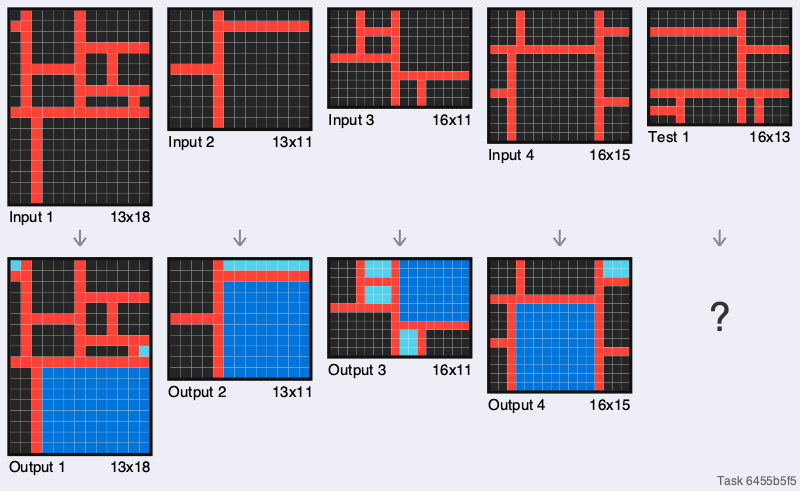 Input 1 13x18
Input 2 13x11
Input 3 16x11
Input 4 16x15
Test 1 16x13
?
Output 1 13x18
Output 2 13x11
Output 3 16x11
Output 4 16x15
Task 6455b5f5